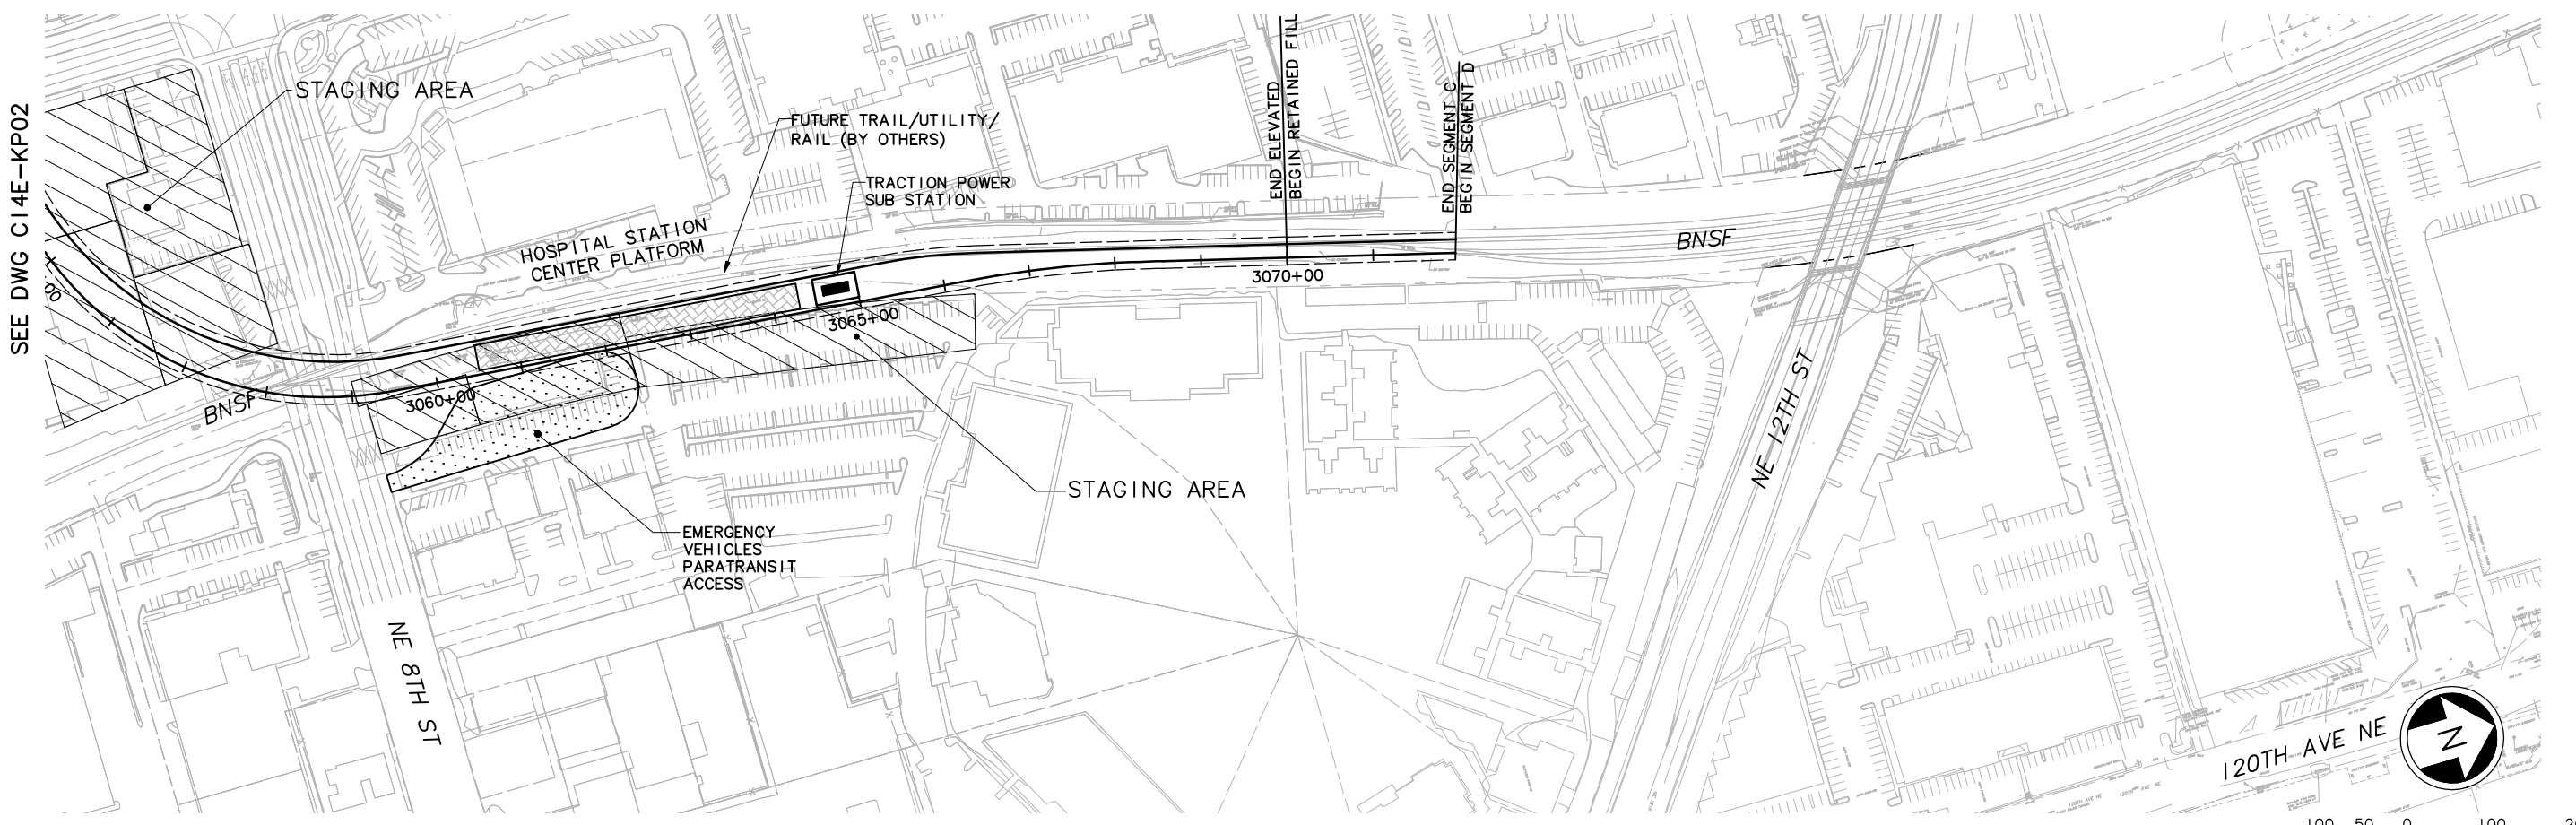 SEE DWG C14E-KP02
STAGING AREA
FUTURE TRAIL/UTILITY/
RAIL (BY OTHERS)
TRACTION POWER
SUB STATION
HOSPITAL STATION
CENTER PLATFORM
END ELEVATED
BEGIN RETAINED FILL
END SEGMENT C
BEGIN SEGMENT D
BNSF
3070+00
3065+00
3060+00
00
BNSF
STAGING AREA
EMERGENCY
VEHICLES
PARATRANSIT
ACCESS
NE 8TH ST
NE 12TH ST
120TH AVE NE
N
100 50 0 100